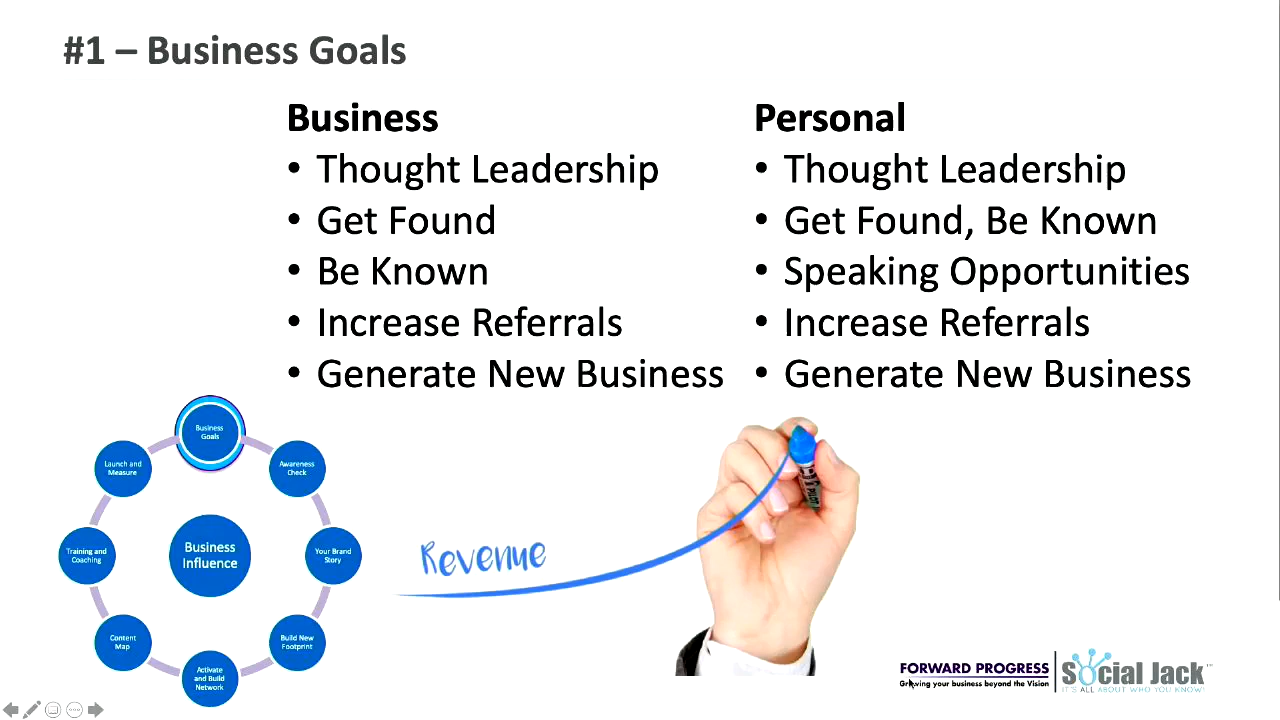 #1 – Business Goals
Business
• Thought Leadership
• Get Found
• Be Known
• Increase Referrals
• Generate New Business
Personal
• Thought Leadership
• Get Found, Be Known
• Speaking Opportunities
• Increase Referrals
• Generate New Business
Business
Goals
Awareness
Check
Your Brand
Story
Build New
Footprint
Activate
and Build
Network
Content
Map
Training and
Coaching
Launch and
Measure
Business
Influence
Revenue
FORWARD PROGRESS
Growing your business beyond the Vision
Social Jack™
IT'S ALL ABOUT WHO YOU KNOW!